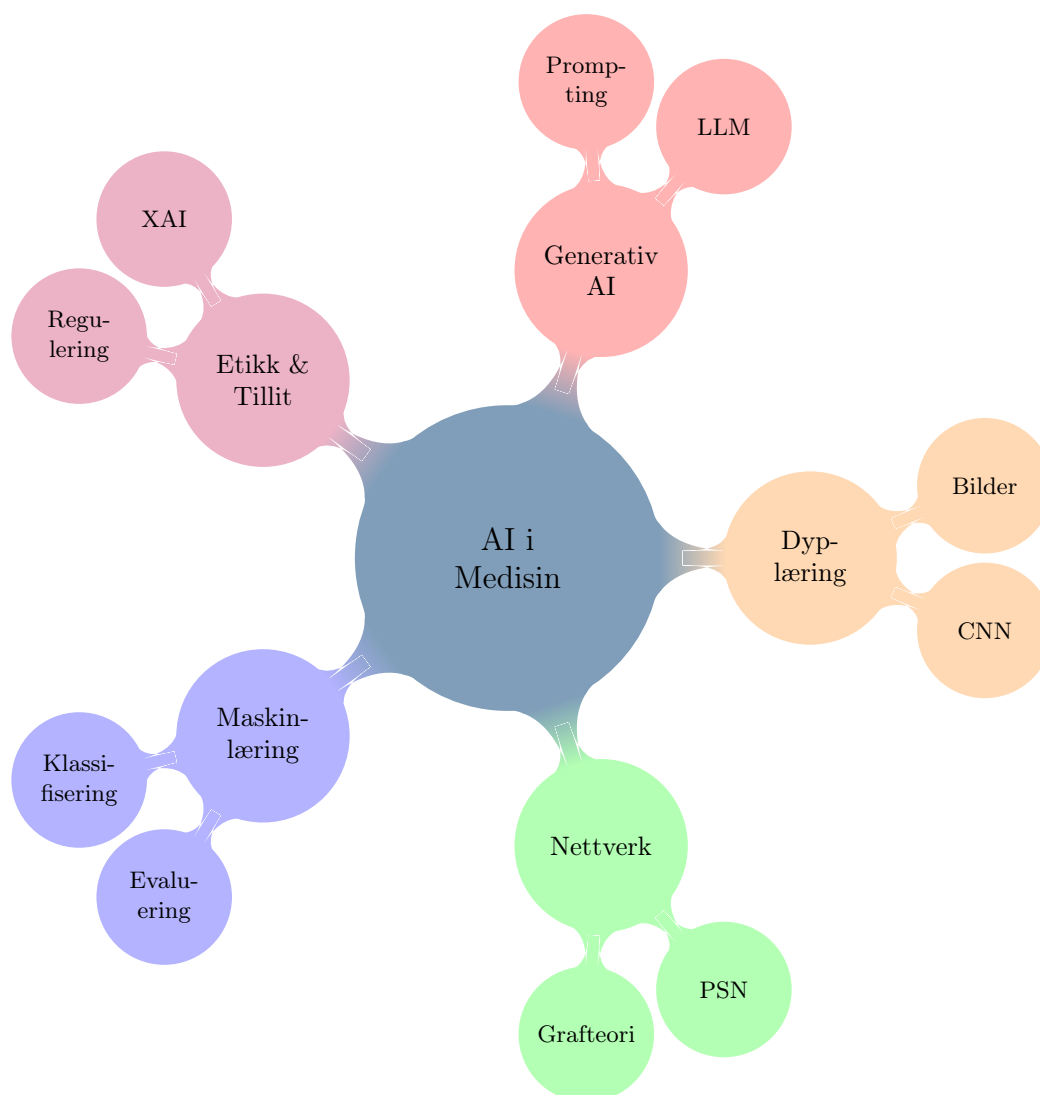 Promp-
ting
LLM
Generativ
AI
XAI
Regu-
lering
Etikk &
Tillit
Bilder
Dyp-
læring
CNN
AI i
Medisin
Maskin-
læring
Klassi-
fisering
Evalu-
ering
Nettverk
PSN
Grafteori